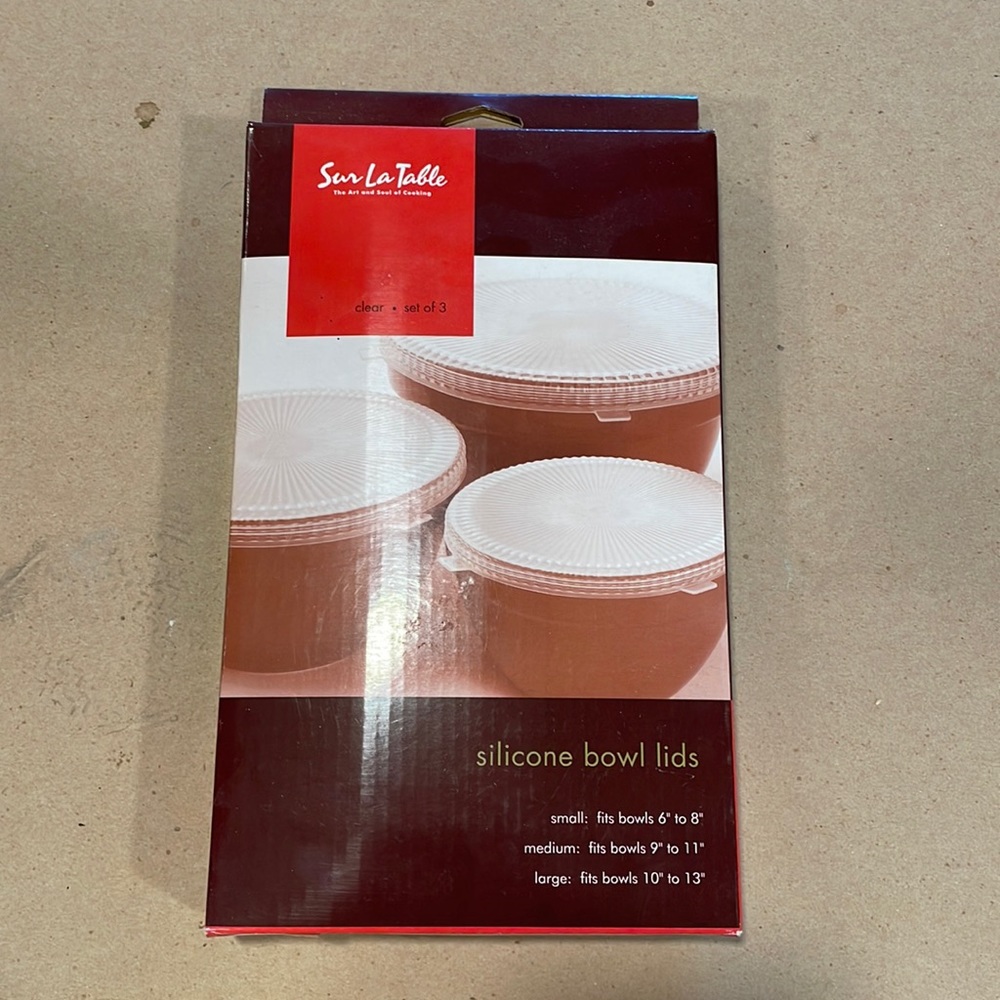 Sur La Table
The Art and Soul of Cooking
clear • set of 3
silicone bowl lids
small: fits bowls 6" to 8"
medium: fits bowls 9" to 11"
large: fits bowls 10" to 13"